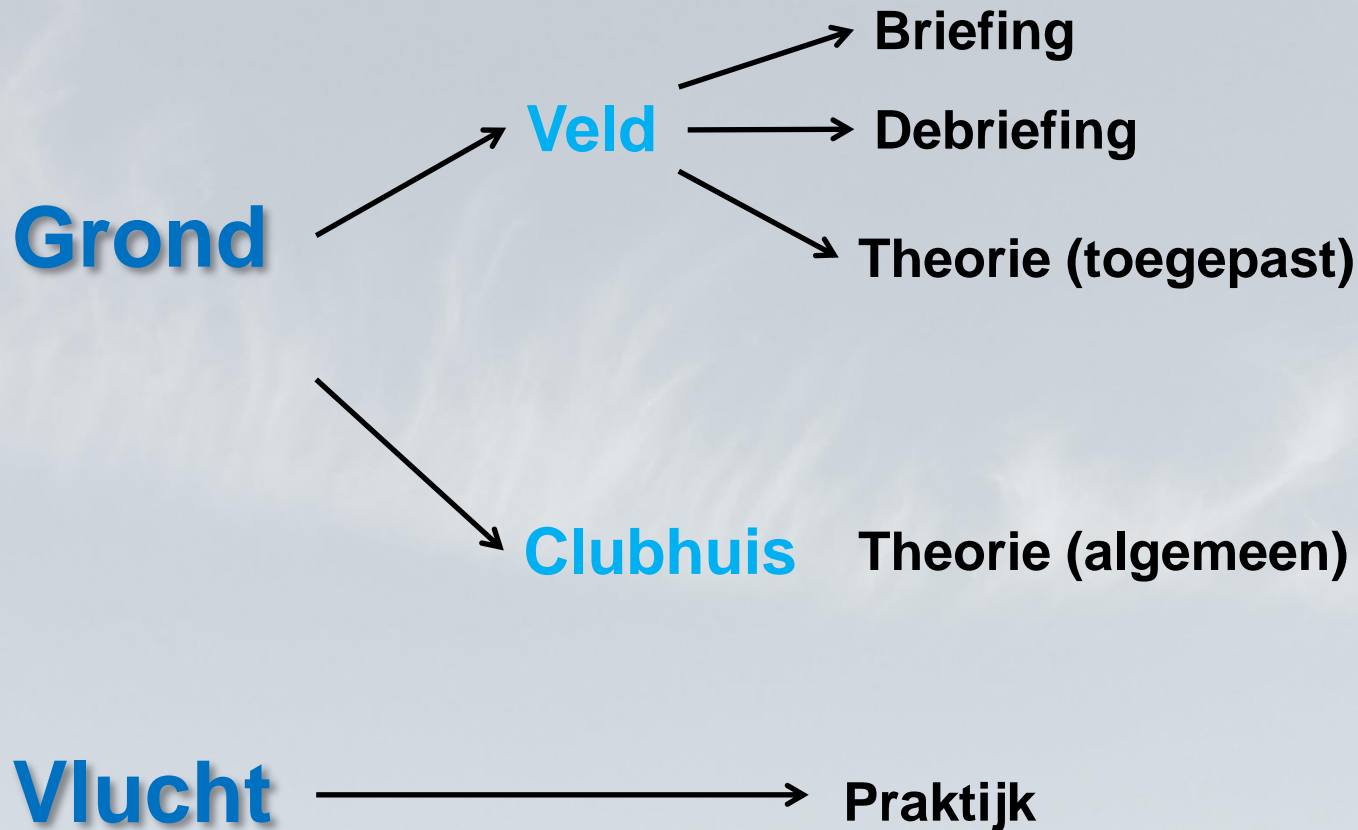 Grond
Veld
Briefing
Debriefing
Theorie (toegepast)
Clubhuis
Theorie (algemeen)
Vlucht
Praktijk